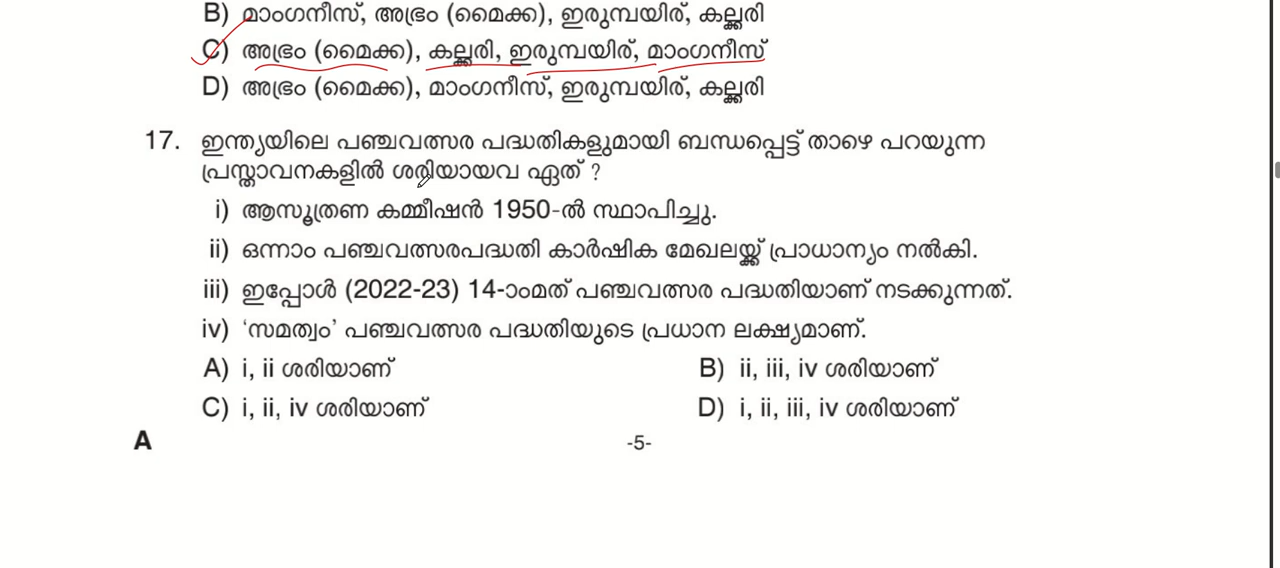 B) മാംഗനീസ്, അഭ്രം (മൈക്ക), ഇരുമ്പയിര്, കല്ക്കരി
C) അഭ്രം (മൈക്ക), കല്ക്കരി, ഇരുമ്പയിര്, മാംഗനീസ്
D) അഭ്രം (മൈക്ക), മാംഗനീസ്, ഇരുമ്പയിര്, കല്ക്കരി
17. ഇന്ത്യയിലെ പഞ്ചവത്സര പദ്ധതികളുമായി ബന്ധപ്പെട്ട് താഴെ പറയുന്ന
പ്രസ്താവനകളിൽ ശരിയായവ ഏത് ?
i) ആസൂത്രണ കമ്മീഷൻ 1950-ൽ സ്ഥാപിച്ചു.
ii) ഒന്നാം പഞ്ചവത്സരപദ്ധതി കാർഷിക മേഖലയ്ക്ക് പ്രാധാന്യം നൽകി.
iii) ഇപ്പോൾ (2022-23) 14-ാംമത് പഞ്ചവത്സര പദ്ധതിയാണ് നടക്കുന്നത്.
iv) ‘സമത്വം’ പഞ്ചവത്സര പദ്ധതിയുടെ പ്രധാന ലക്ഷ്യമാണ്.
A) i, ii ശരിയാണ് B) ii, iii, iv ശരിയാണ്
C) i, ii, iv ശരിയാണ് D) i, ii, iii, iv ശരിയാണ്
A -5-